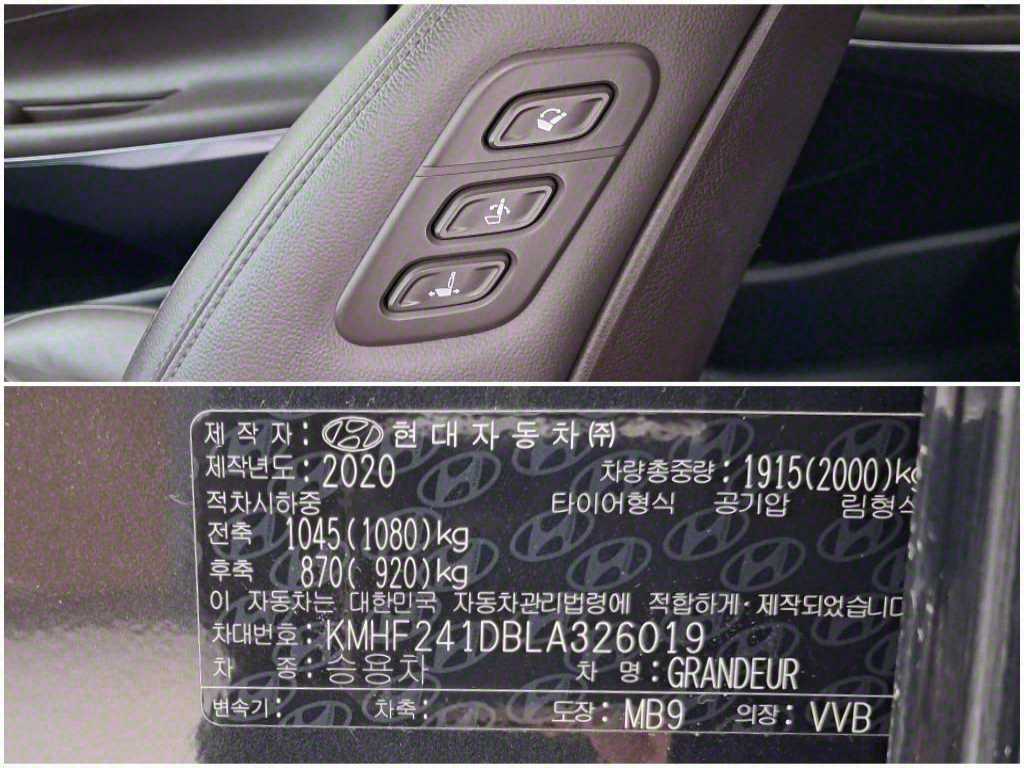 제 작 자 : 현 대 자 동 차 ㈜
제작년도 : 2020 차량총중량 : 1915(2000)kg
적차시하중 타이어형식 공기압 림형식
전축 1045(1080)kg
후축 870( 920)kg
이 자동차는 대한민국 자동차관리법령에 적합하게 · 제작되었습니다
차대번호 : KMHF241DBLA326019
차 종 : 승용차 차 명 : GRANDEUR
변속기 : 차축 : 도장 : MB9 의장 : VVB